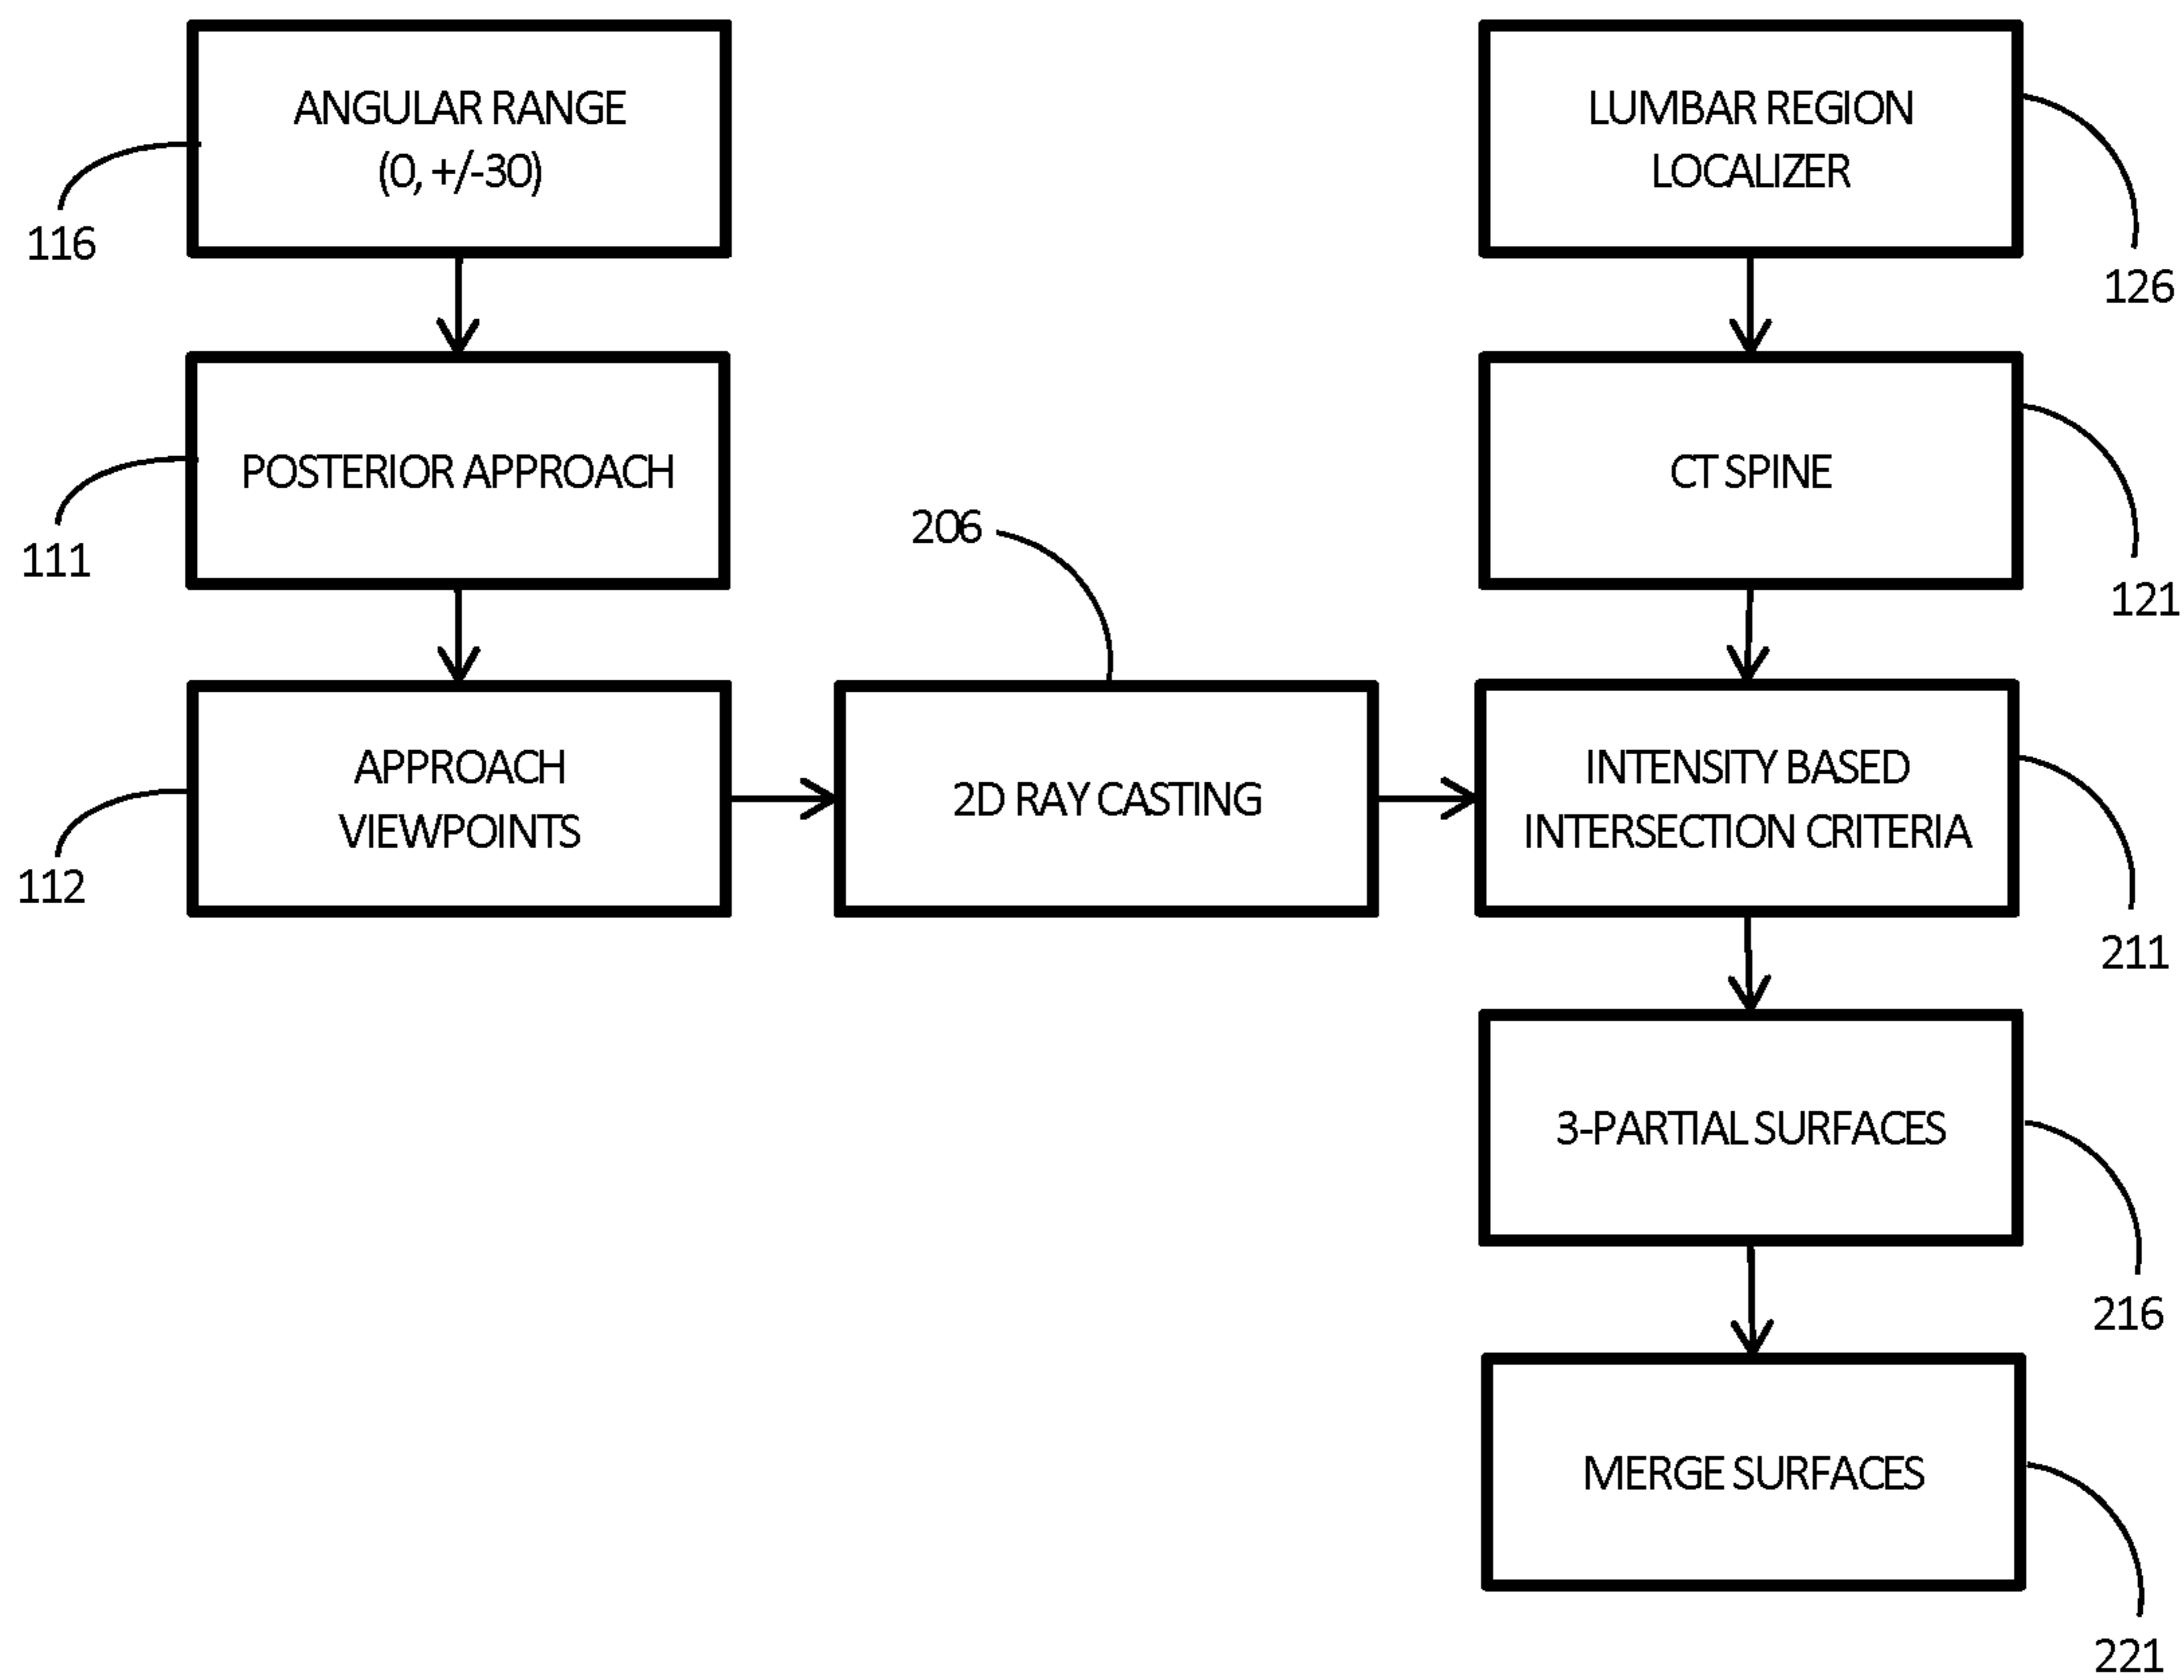 ANGULAR RANGE
(0, +/-30)
116
POSTERIOR APPROACH
111
APPROACH
VIEWPOINTS
112
206
2D RAY CASTING
LUMBAR REGION
LOCALIZER
126
CT SPINE
121
INTENSITY BASED
INTERSECTION CRITERIA
211
3-PARTIAL SURFACES
216
MERGE SURFACES
221